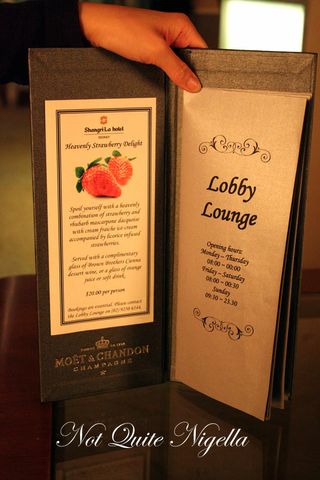 Shangri-La hotel
SYDNEY
Heavenly Strawberry Delight
Spoil yourself with a heavenly
combination of strawberry and
rhubarb mascarpone dacquoise
with cream fraiche ice cream
accompanied by licorice infused
strawberries.
Served with a complimentary
glass of Brown Brothers Cienna
dessert wine, or a glass of orange
juice or soft drink,
$20.00 per person
Bookings are essential. Please contact
the Lobby Lounge on (02) 9250
MOËT & CHANDON
CHAMPAGNE
Lobby
Lounge
Opening hours:
Monday – Thursday
08:00 – 00:00
Friday – Saturday
08:00 – 00:30
Sunday
09:30 – 23.30
Not Quite Nigella